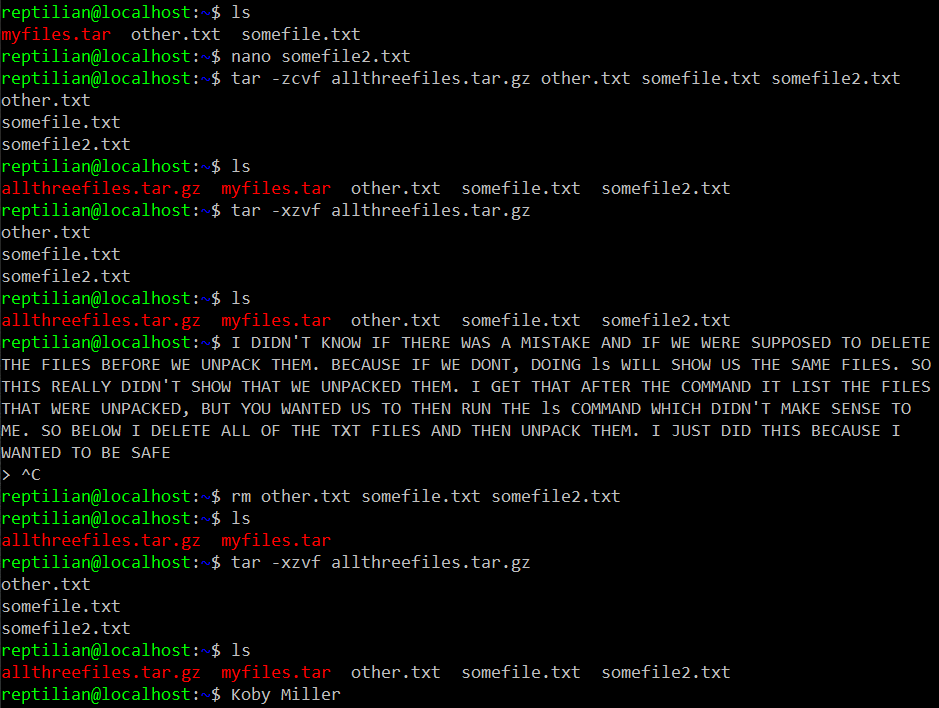 reptilian@localhost:~$ ls
myfiles.tar  other.txt  somefile.txt
reptilian@localhost:~$ nano somefile2.txt
reptilian@localhost:~$ tar -zcvf allthreefiles.tar.gz other.txt somefile.txt somefile2.txt
other.txt
somefile.txt
somefile2.txt
reptilian@localhost:~$ ls
allthreefiles.tar.gz  myfiles.tar  other.txt  somefile.txt  somefile2.txt
reptilian@localhost:~$ tar -xzvf allthreefiles.tar.gz
other.txt
somefile.txt
somefile2.txt
reptilian@localhost:~$ ls
allthreefiles.tar.gz  myfiles.tar  other.txt  somefile.txt  somefile2.txt
reptilian@localhost:~$ I DIDN'T KNOW IF THERE WAS A MISTAKE AND IF WE WERE SUPPOSED TO DELETE
THE FILES BEFORE WE UNPACK THEM. BECAUSE IF WE DONT, DOING ls WILL SHOW US THE SAME FILES. SO
THIS REALLY DIDN'T SHOW THAT WE UNPACKED THEM. I GET THAT AFTER THE COMMAND IT LIST THE FILES
THAT WERE UNPACKED, BUT YOU WANTED US TO THEN RUN THE ls COMMAND WHICH DIDN'T MAKE SENSE TO
ME. SO BELOW I DELETE ALL OF THE TXT FILES AND THEN UNPACK THEM. I JUST DID THIS BECAUSE I
WANTED TO BE SAFE
> ^C
reptilian@localhost:~$ rm other.txt somefile.txt somefile2.txt
reptilian@localhost:~$ ls
allthreefiles.tar.gz  myfiles.tar
reptilian@localhost:~$ tar -xzvf allthreefiles.tar.gz
other.txt
somefile.txt
somefile2.txt
reptilian@localhost:~$ ls
allthreefiles.tar.gz  myfiles.tar  other.txt  somefile.txt  somefile2.txt
reptilian@localhost:~$ Koby Miller